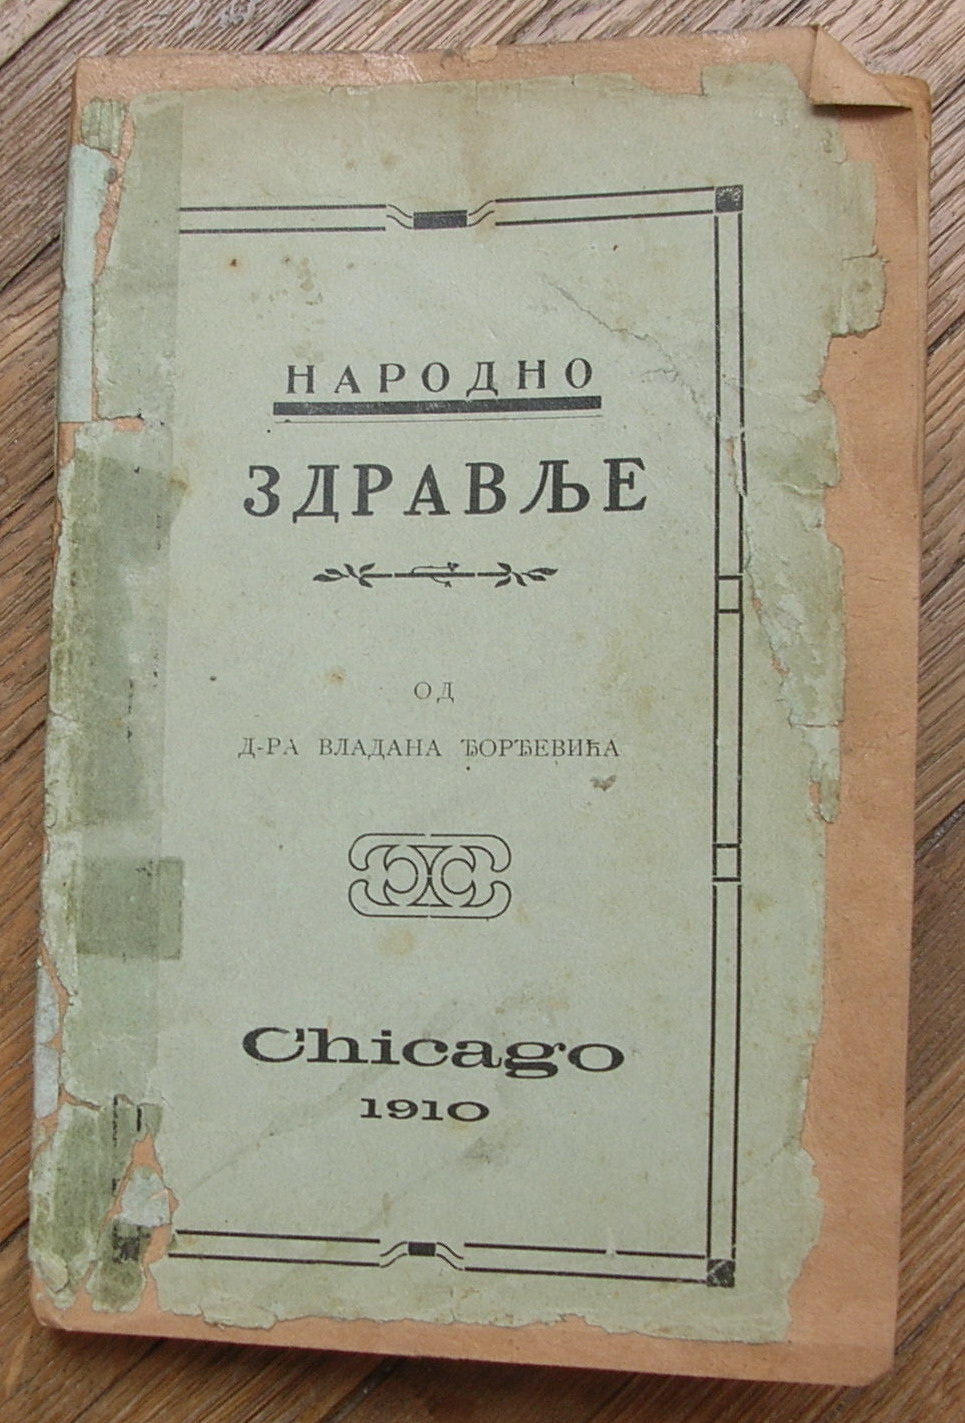 НАРОДНО
ЗДРАВЉЕ
ОД
Д-РА ВЛАДАНА ЂОРЂЕВИЋА
Chicago
1910